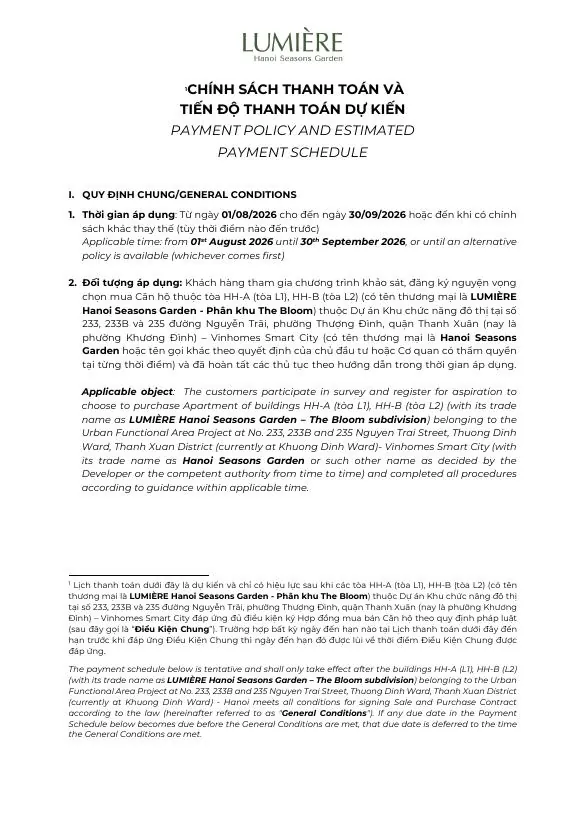 LUMIÈRE
Hanoi Seasons Garden
¹CHÍNH SÁCH THANH TOÁN VÀ
TIẾN ĐỘ THANH TOÁN DỰ KIẾN
PAYMENT POLICY AND ESTIMATED
PAYMENT SCHEDULE
I. QUY ĐỊNH CHUNG/GENERAL CONDITIONS
1. Thời gian áp dụng: Từ ngày 01/08/2026 cho đến ngày 30/09/2026 hoặc đến khi có chính
sách khác thay thế (tùy thời điểm nào đến trước)
Applicable time: from 01st August 2026 until 30th September 2026, or until an alternative
policy is available (whichever comes first)
2. Đối tượng áp dụng: Khách hàng tham gia chương trình khảo sát, đăng ký nguyện vọng
chọn mua Căn hộ thuộc tòa HH-A (tòa L1), HH-B (tòa L2) (có tên thương mại là LUMIÈRE
Hanoi Seasons Garden - Phân khu The Bloom) thuộc Dự án Khu chức năng đô thị tại số
233, 233B và 235 đường Nguyễn Trãi, phường Thượng Đình, quận Thanh Xuân (nay là
phường Khương Đình) – Vinhomes Smart City (có tên thương mại là Hanoi Seasons
Garden hoặc tên gọi khác theo quyết định của chủ đầu tư hoặc Cơ quan có thẩm quyền
tại từng thời điểm) và đã hoàn tất các thủ tục theo hướng dẫn trong thời gian áp dụng.
Applicable object: The customers participate in survey and register for aspiration to
choose to purchase Apartment of buildings HH-A (tòa L1), HH-B (tòa L2) (with its trade
name as LUMIÈRE Hanoi Seasons Garden – The Bloom subdivision) belonging to the
Urban Functional Area Project at No. 233, 233B and 235 Nguyen Trai Street, Thuong Dinh
Ward, Thanh Xuan District (currently at Khuong Dinh Ward)- Vinhomes Smart City (with
its trade name as Hanoi Seasons Garden or such other name as decided by the
Developer or the competent authority from time to time) and completed all procedures
according to guidance within applicable time.
¹ Lịch thanh toán dưới đây là dự kiến và chỉ có hiệu lực sau khi các tòa HH-A (tòa L1), HH-B (tòa L2) (có tên
thương mại là LUMIÈRE Hanoi Seasons Garden - Phân khu The Bloom) thuộc Dự án Khu chức năng đô thị
tại số 233, 233B và 235 đường Nguyễn Trãi, phường Thượng Đình, quận Thanh Xuân (nay là phường Khương
Đình) – Vinhomes Smart City đáp ứng đủ điều kiện ký Hợp đồng mua bán Căn hộ theo quy định pháp luật
(sau đây gọi là "Điều Kiện Chung"). Trường hợp bất kỳ ngày đến hạn nào tại Lịch thanh toán dưới đây đến
hạn trước khi đáp ứng Điều Kiện Chung thì ngày đến hạn đó được lùi về thời điểm Điều Kiện Chung được
đáp ứng.
The payment schedule below is tentative and shall only take effect after the buildings HH-A (L1), HH-B (L2)
(with its trade name as LUMIÈRE Hanoi Seasons Garden – The Bloom subdivision) belonging to the Urban
Functional Area Project at No. 233, 233B and 235 Nguyen Trai Street, Thuong Dinh Ward, Thanh Xuan District
(currently at Khuong Dinh Ward) - Hanoi meets all conditions for signing Sale and Purchase Contract
according to the law (hereinafter referred to as "General Conditions"). If any due date in the Payment
Schedule below becomes due before the General Conditions are met, that due date is deferred to the time
the General Conditions are met.